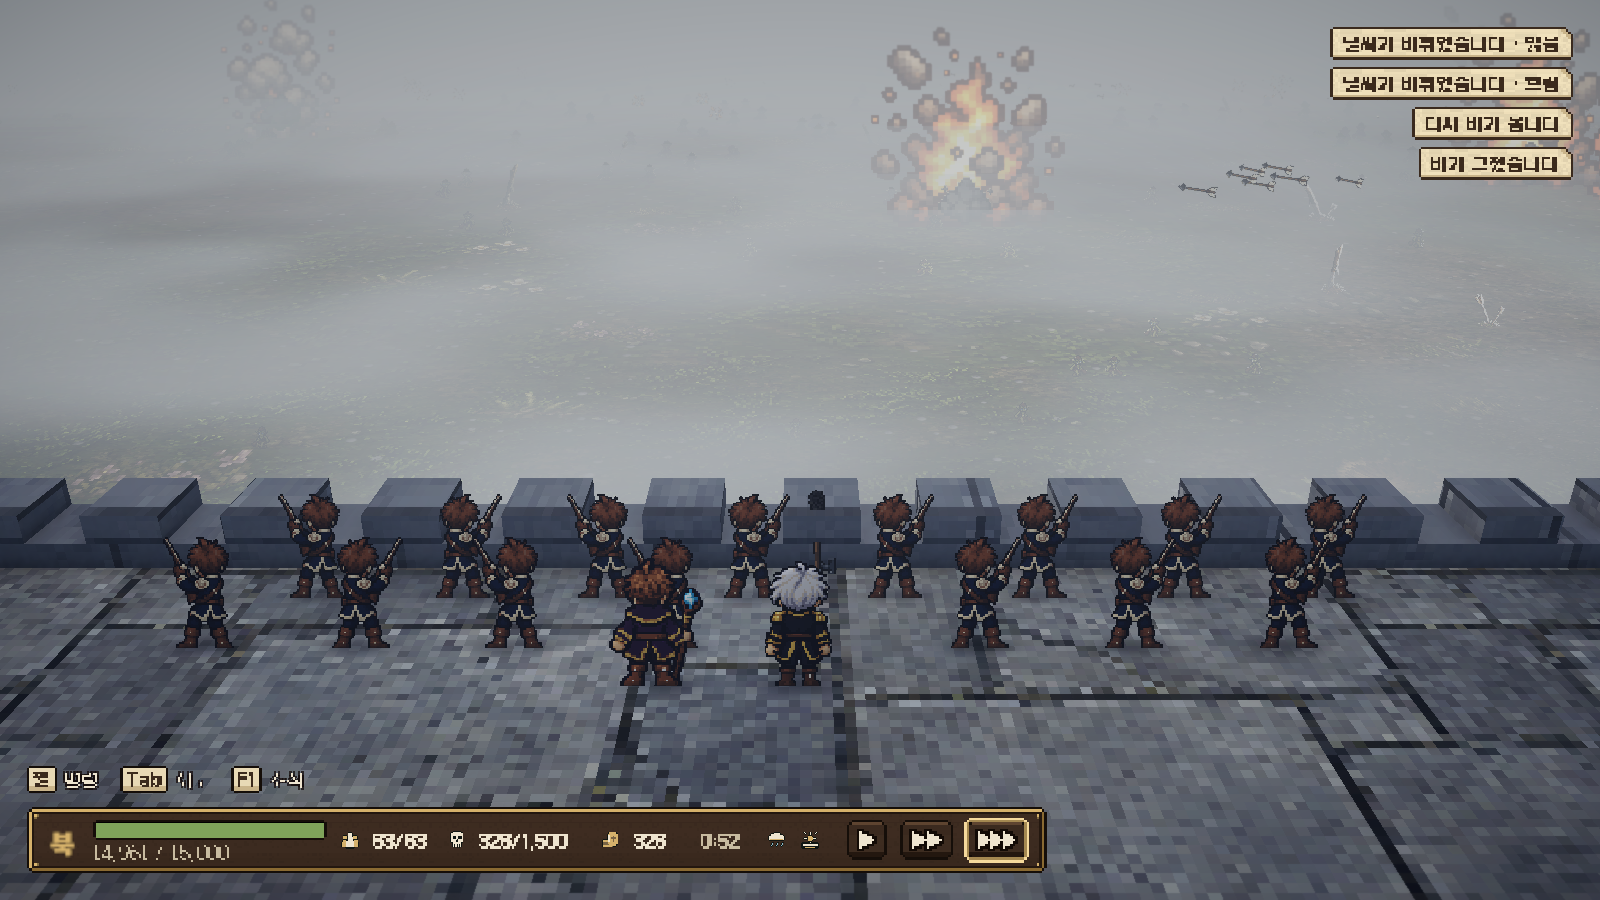 날씨가 바뀌었습니다 · 맑음
날씨가 바뀌었습니다 · 흐림
다시 비가 옵니다
비가 그쳤습니다
Tab
F1
북
14,961 / 15,000
63/63
328/1,500
328
0:52